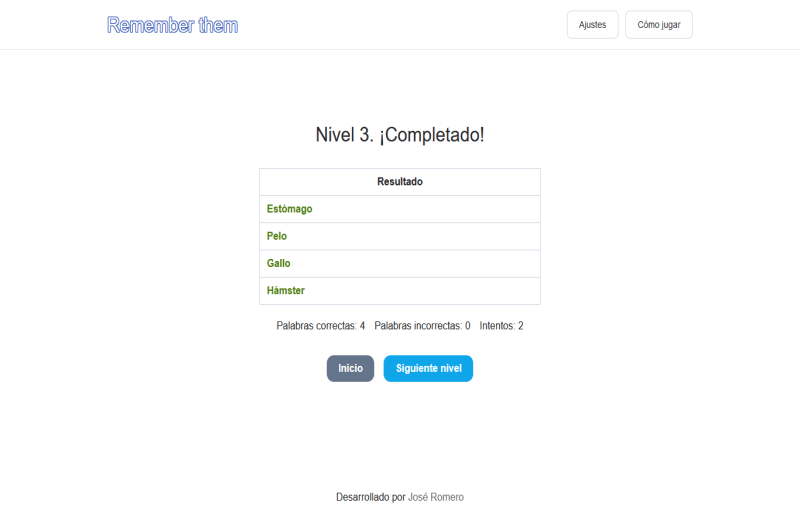 Remember them
Ajustes
Cómo jugar
Nivel 3. ¡Completado!
Resultado
Estómago
Pelo
Gallo
Hámster
Palabras correctas: 4 Palabras incorrectas: 0 Intentos: 2
Inicio
Siguiente nivel
Desarrollado por José Romero